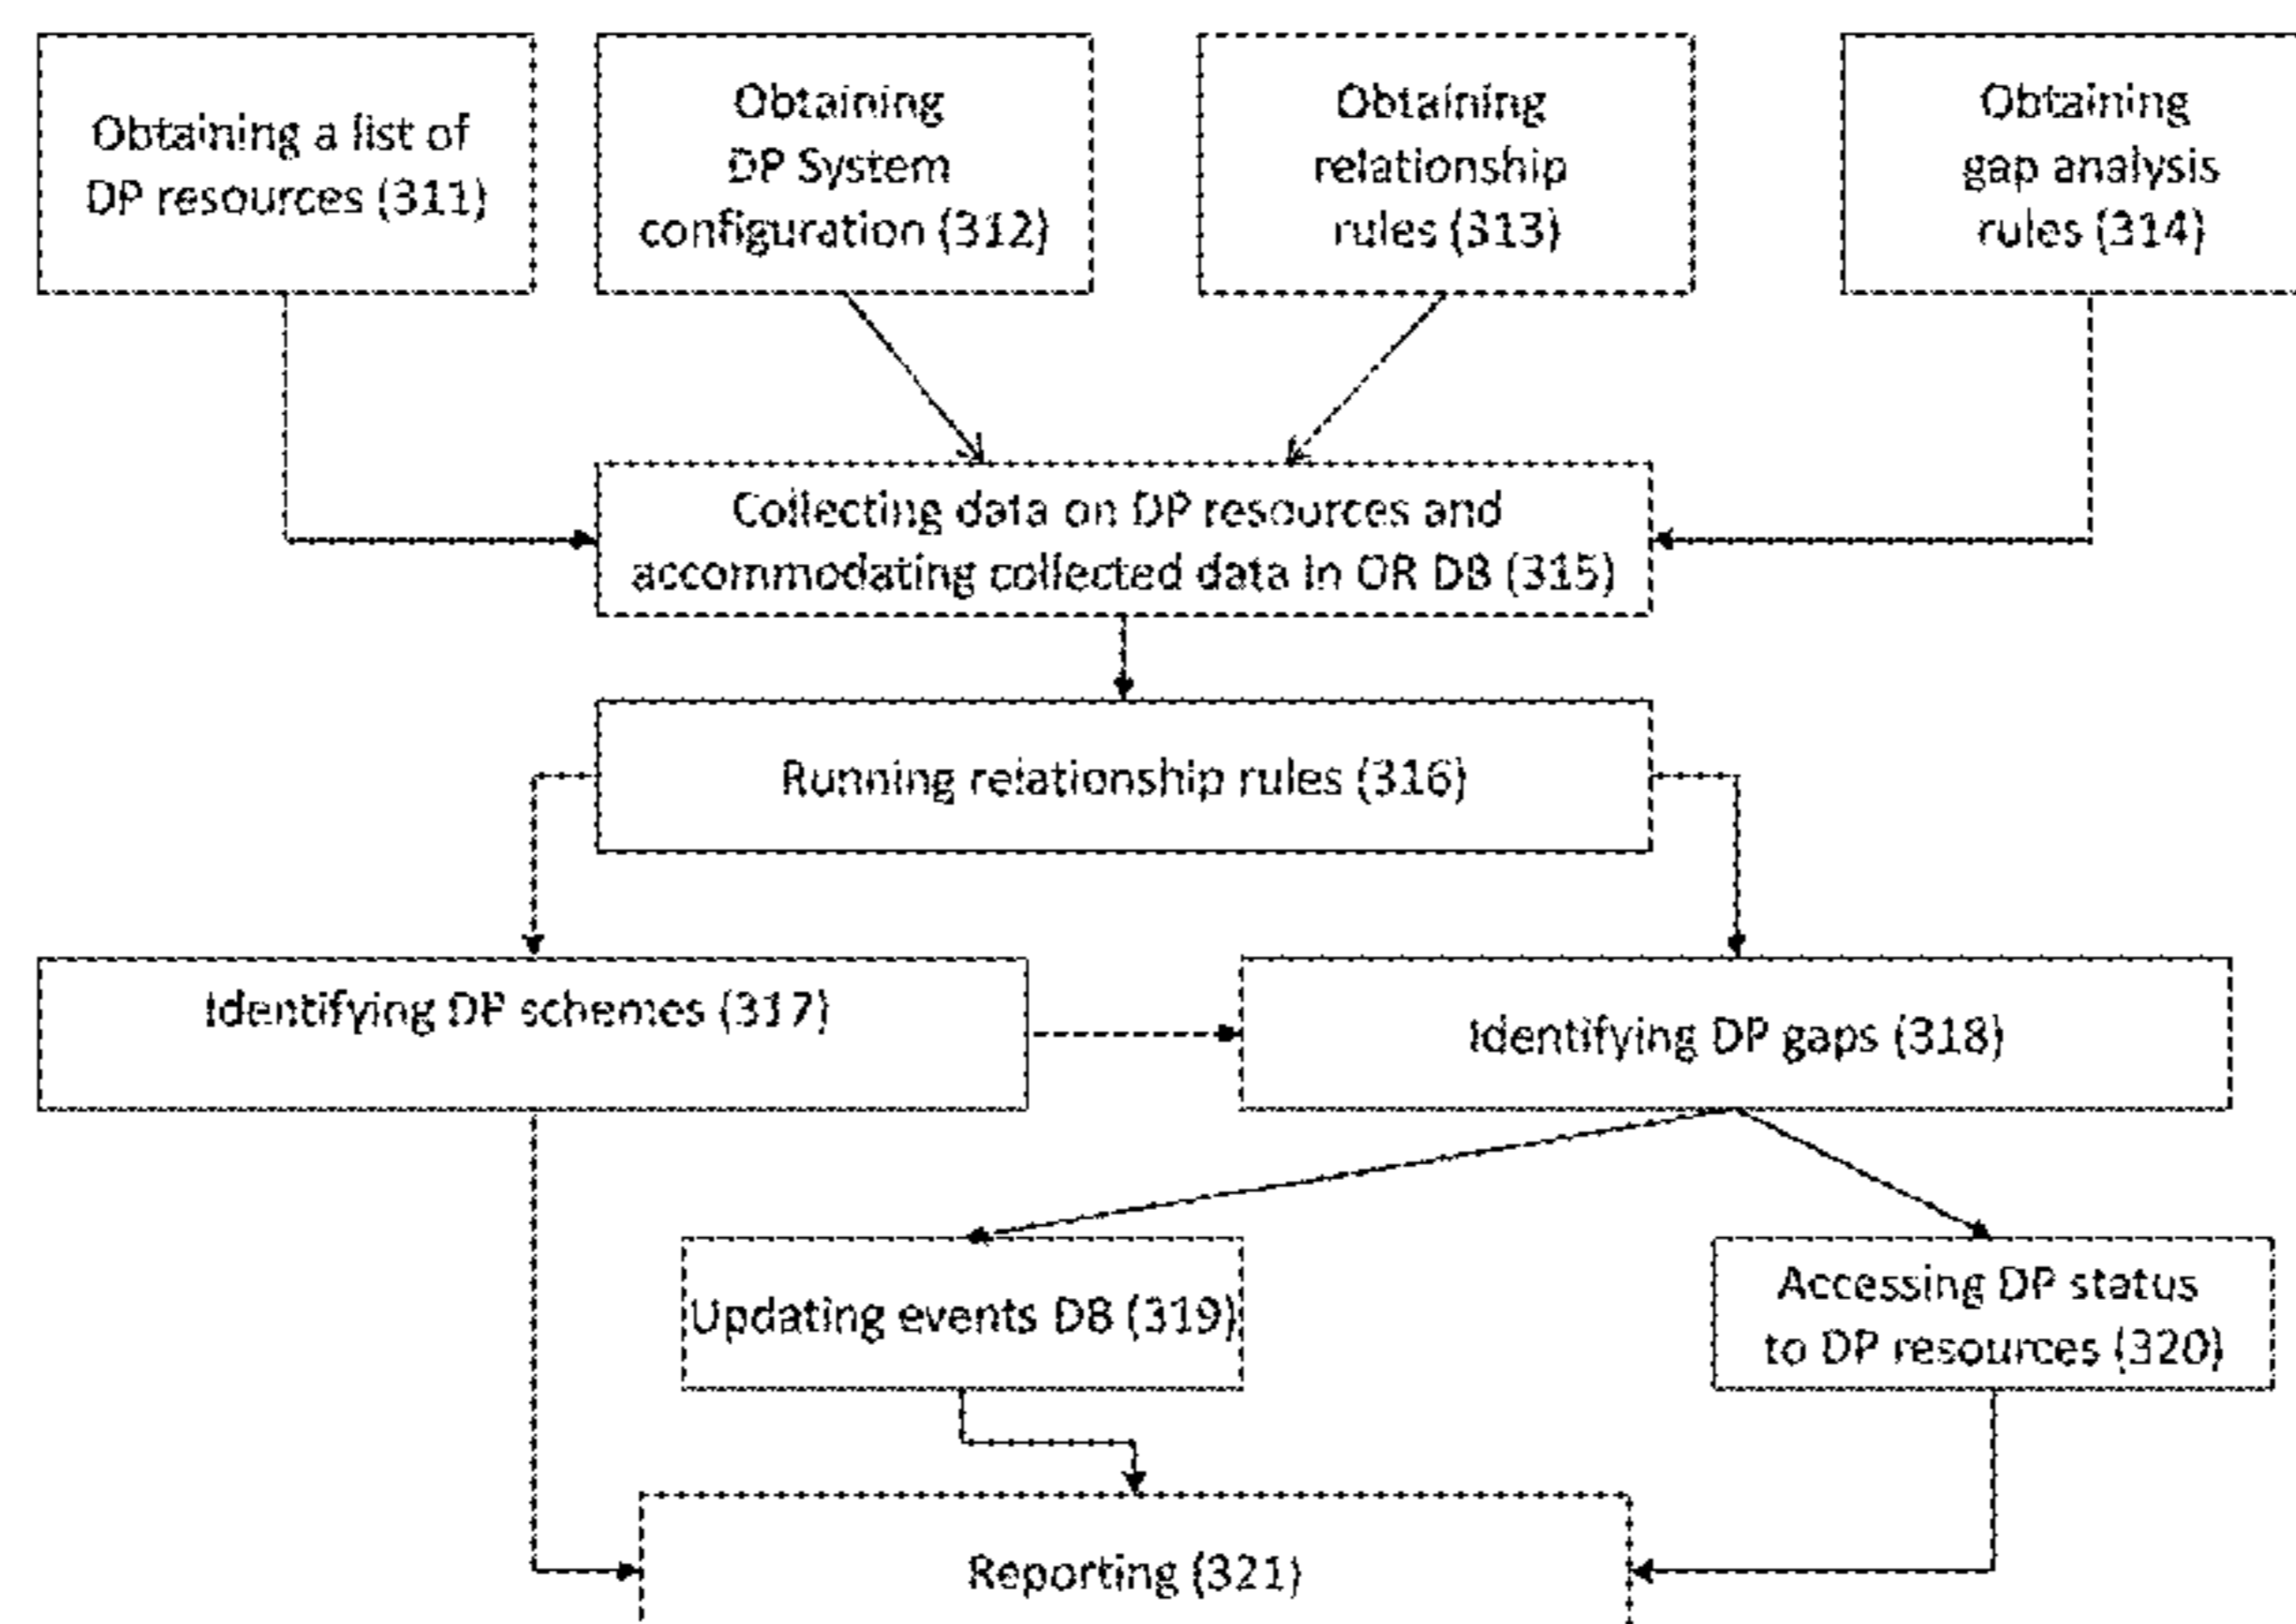 Obtaining a list of
DP resources (311)
Obtaining
DP System
configuration (312)
Obtaining
relationship
rules (313)
Obtaining
gap analysis
rules (314)
Collecting data on DP resources and
accommodating collected data in OR DB (315)
Running relationship rules (316)
Identifying DP schemes (317)
Identifying DP gaps (318)
Updating events DB (319)
Accessing DP status
to DP resources (320)
Reporting (321)